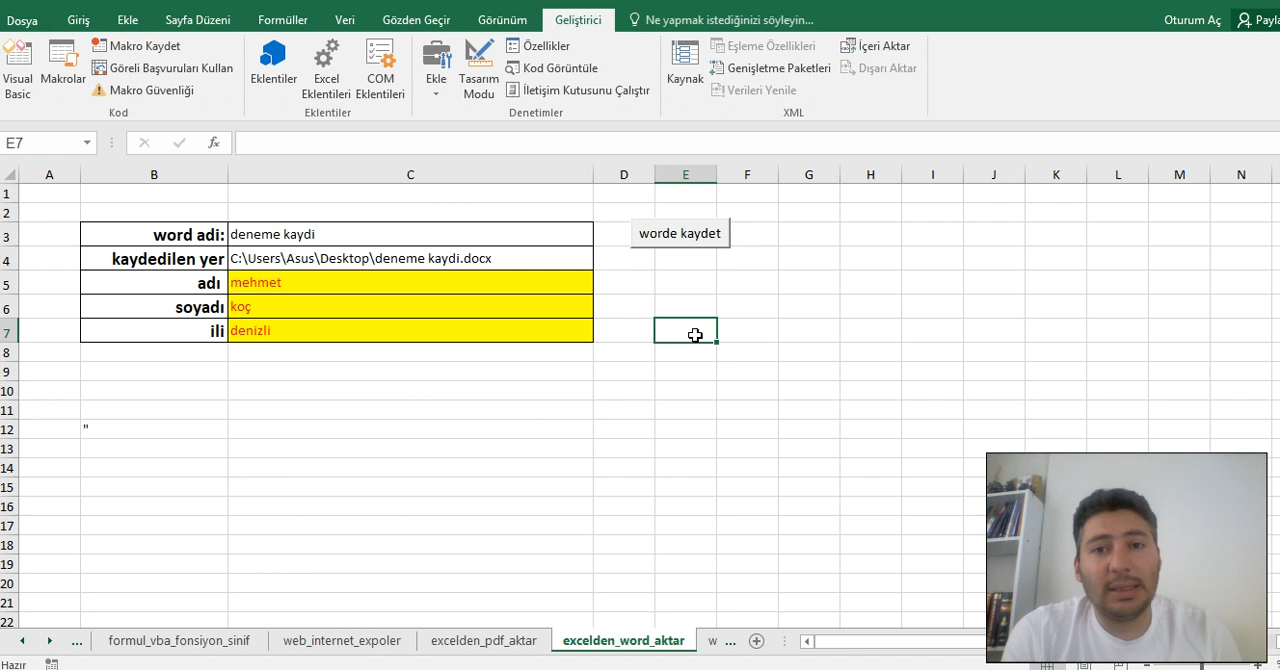 Dosya Giriş Ekle Sayfa Düzeni Formüller Veri Gözden Geçir Görünüm Geliştirici Ne yapmak istediğinizi söyleyin... Oturum Aç Payla
Visual Basic
Makrolar
Makro Kaydet
Göreli Başvuruları Kullan
Makro Güvenliği
Kod
Eklentiler
Excel Eklentileri
COM Eklentileri
Eklentiler
Ekle
Tasarım Modu
Özellikler
Kod Görüntüle
İletişim Kutusunu Çalıştır
Denetimler
Kaynak
Eşleme Özellikleri
Genişletme Paketleri
Verileri Yenile
İçeri Aktar
Dışarı Aktar
XML
E7 fx
A B C D E F G H I J K L M N
1
2
3 word adi: deneme kaydi worde kaydet
4 kaydedilen yer C:\Users\Asus\Desktop\deneme kaydi.docx
5 adı mehmet
6 soyadı koç
7 ili denizli
8
9
10
11
12 "
13
14
15
16
17
18
19
20
21
22
... formul_vba_fonsiyon_sinif web_internet_expoler excelden_pdf_aktar excelden_word_aktar w ...
Hazır